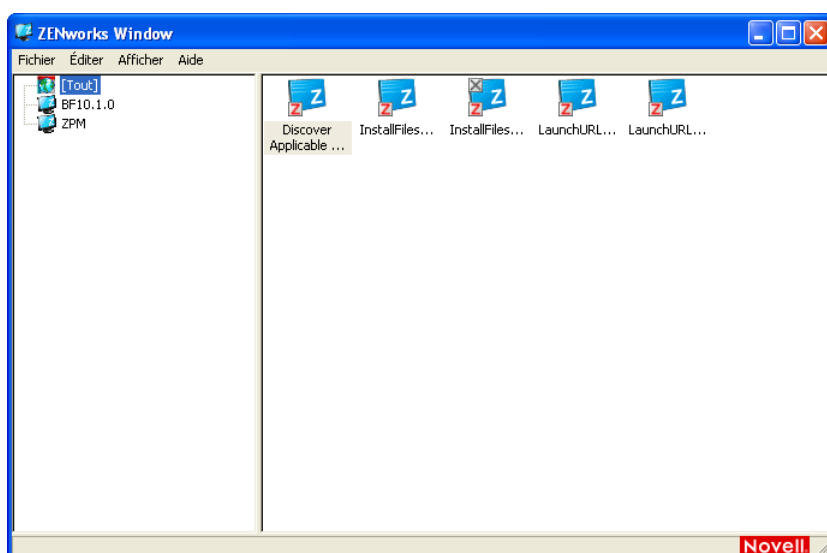 ZENworks Window
Fichier Éditer Afficher Aide
[Tout]
BF10.1.0
ZPM
Discover
Applicable ...
InstallFiles...
InstallFiles...
LaunchURL...
LaunchURL...
Novell.